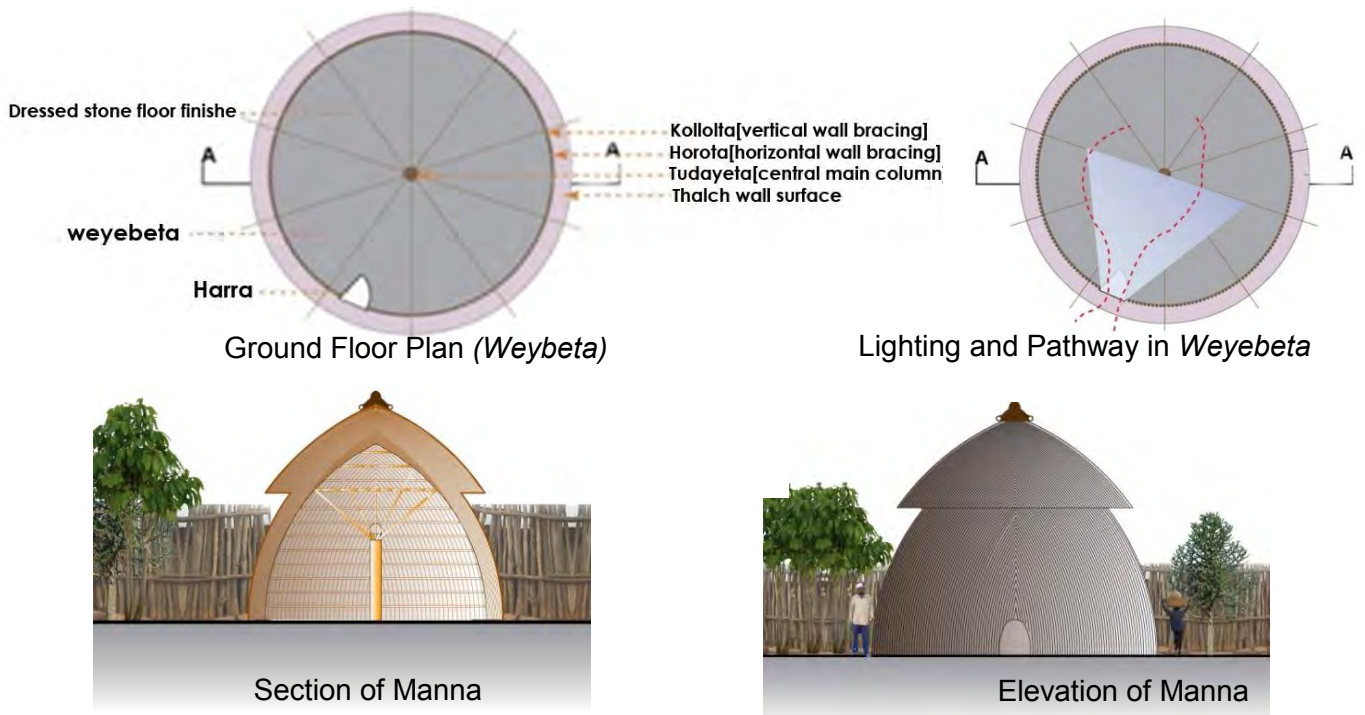 Dressed stone floor finishe
A
weyebeta
Harra
Kollolta[vertical wall bracing]
Horota[horizontal wall bracing]
A
Tudayeta[central main column
Thalch wall surface
Ground Floor Plan (Weybeta)
A
A
Lighting and Pathway in Weyebeta
Section of Manna
Elevation of Manna